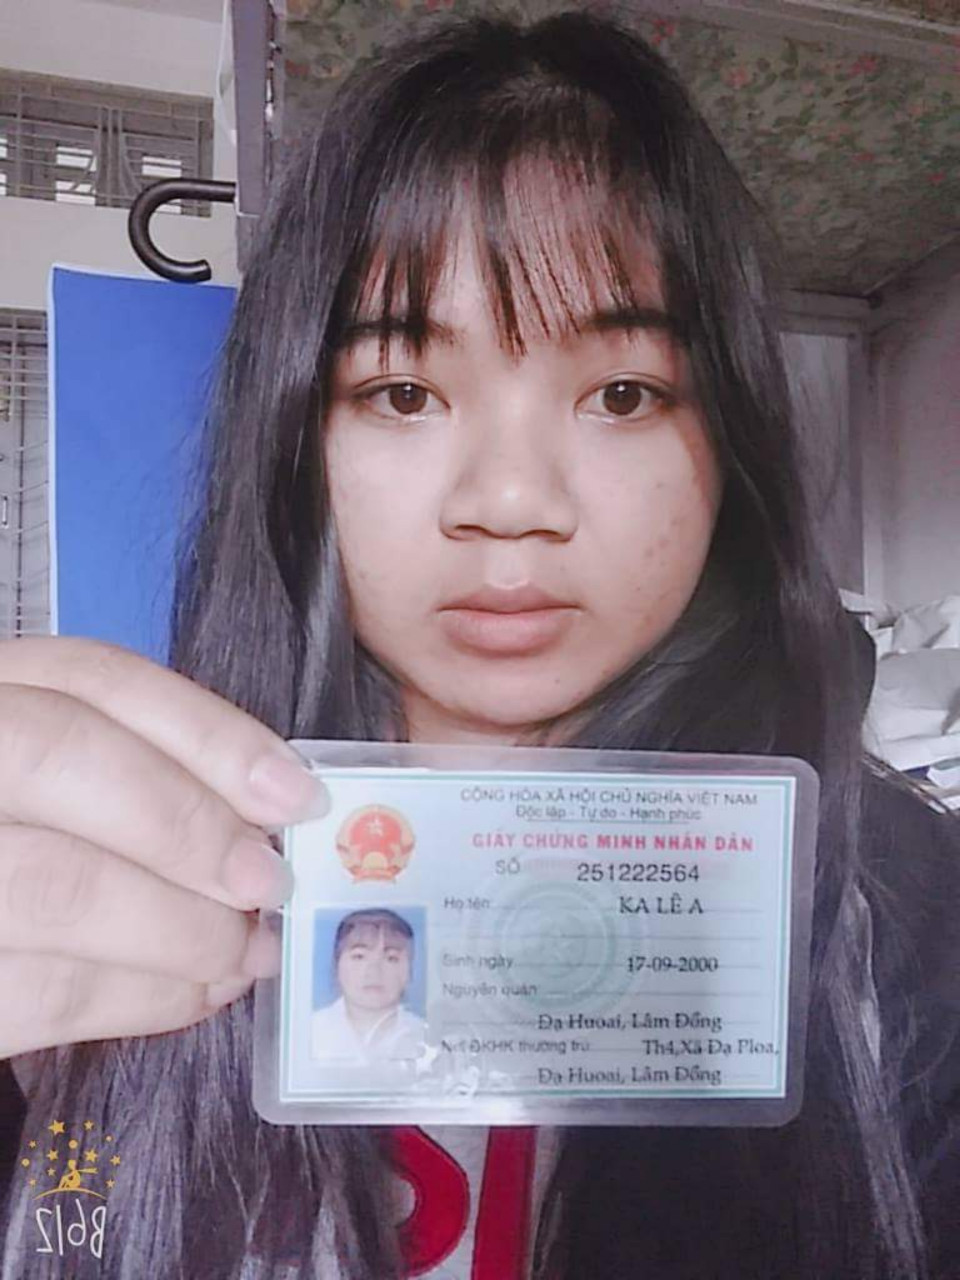 CỘNG HÒA XÃ HỘI CHỦ NGHĨA VIỆT NAM
Độc lập - Tự do - Hạnh phúc
GIẤY CHỨNG MINH NHÂN DÂN
SỐ 251222564
Họ tên: KA LÊ A
Sinh ngày 17-09-2000
Nguyên quán
Đạ Huoai, Lâm Đồng
Nơi ĐKHK thường trú: Th4,Xã Đạ Ploa,
Đạ Huoai, Lâm Đồng
B612